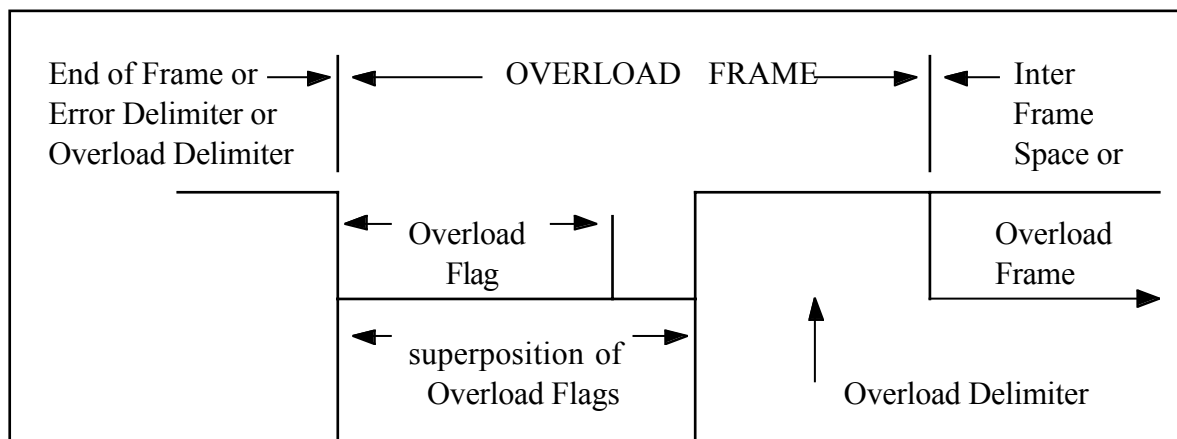 End of Frame or
Error Delimiter or
Overload Delimiter
OVERLOAD FRAME
Inter
Frame
Space or
Overload
Frame
Overload
Flag
superposition of
Overload Flags
Overload Delimiter